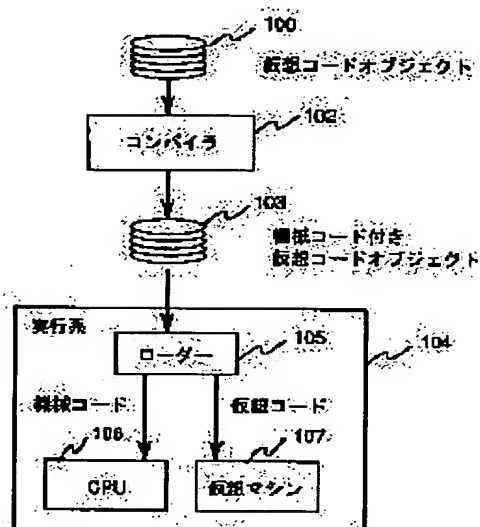 100
仮想コードオブジェクト
102
コンパイラ
103
機械コード付き
仮想コードオブジェクト
実行系
ローダー
105
104
機械コード
仮想コード
106
107
CPU
仮想マシン